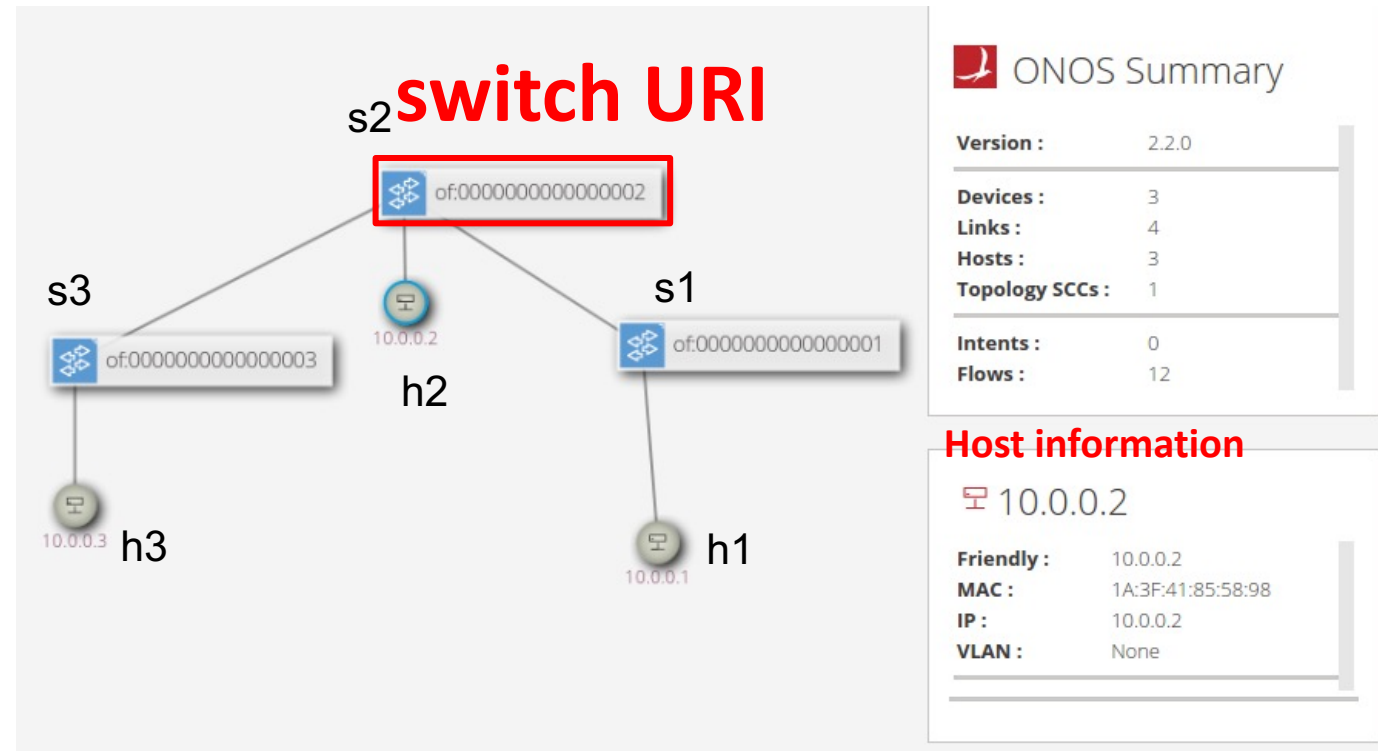 switch URI
s2
of:0000000000000002
s3
s1
10.0.0.2
of:0000000000000003
of:0000000000000001
h2
10.0.0.3
h3
h1
10.0.0.1
ONOS Summary
Version : 2.2.0
Devices : 3
Links : 4
Hosts : 3
Topology SCCs : 1
Intents : 0
Flows : 12
Host information
10.0.0.2
Friendly : 10.0.0.2
MAC : 1A:3F:41:85:58:98
IP : 10.0.0.2
VLAN : None